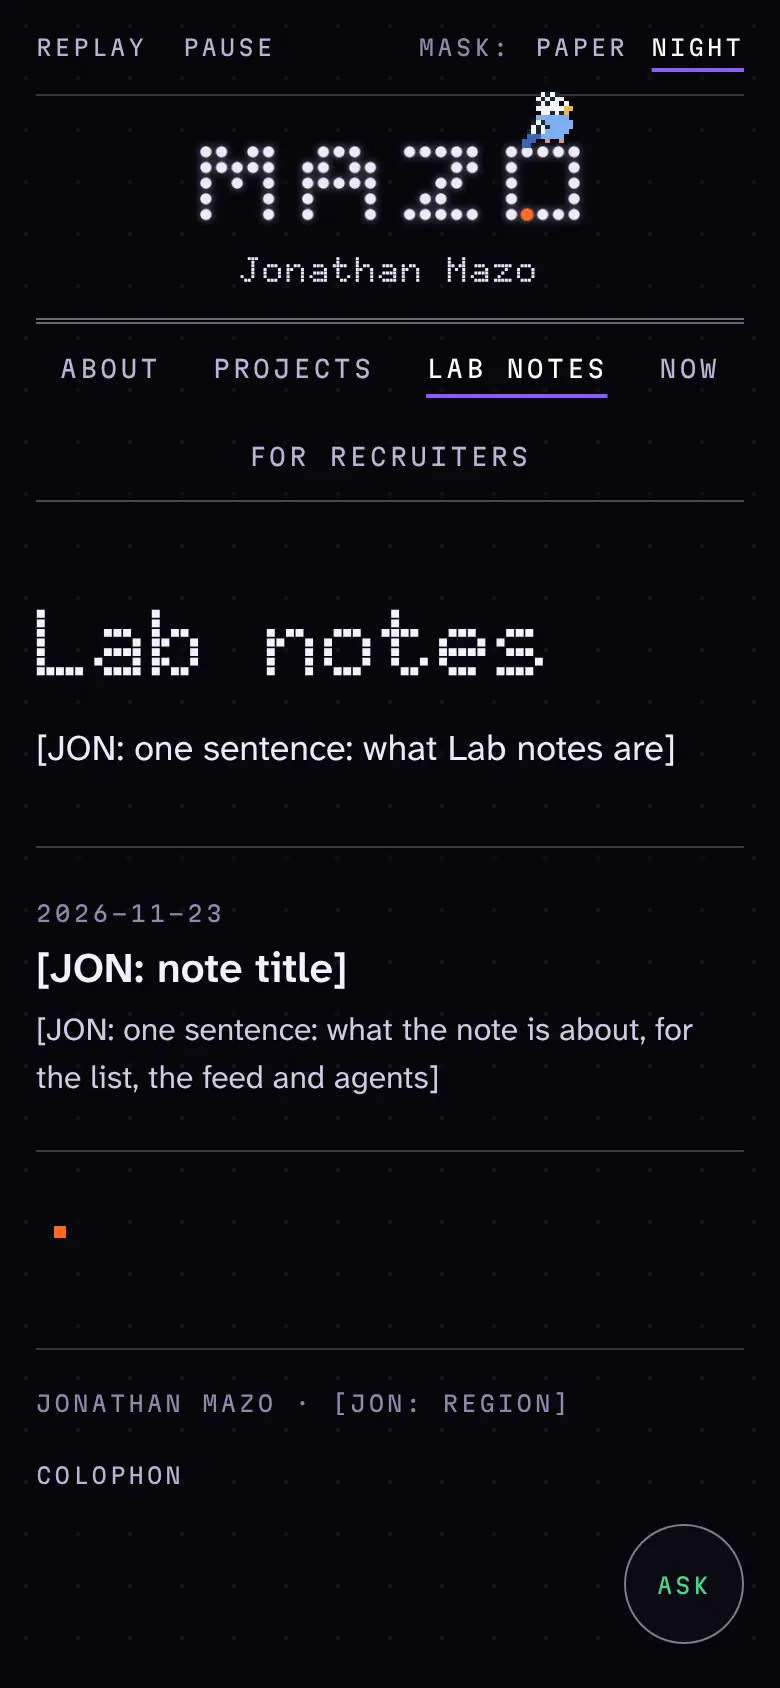 REPLAY PAUSE MASK: PAPER NIGHT
MAZO
Jonathan Mazo
ABOUT PROJECTS LAB NOTES NOW
FOR RECRUITERS
Lab notes
[JON: one sentence: what Lab notes are]
2026-11-23
[JON: note title]
[JON: one sentence: what the note is about, for
the list, the feed and agents]
JONATHAN MAZO · [JON: REGION]
COLOPHON
ASK